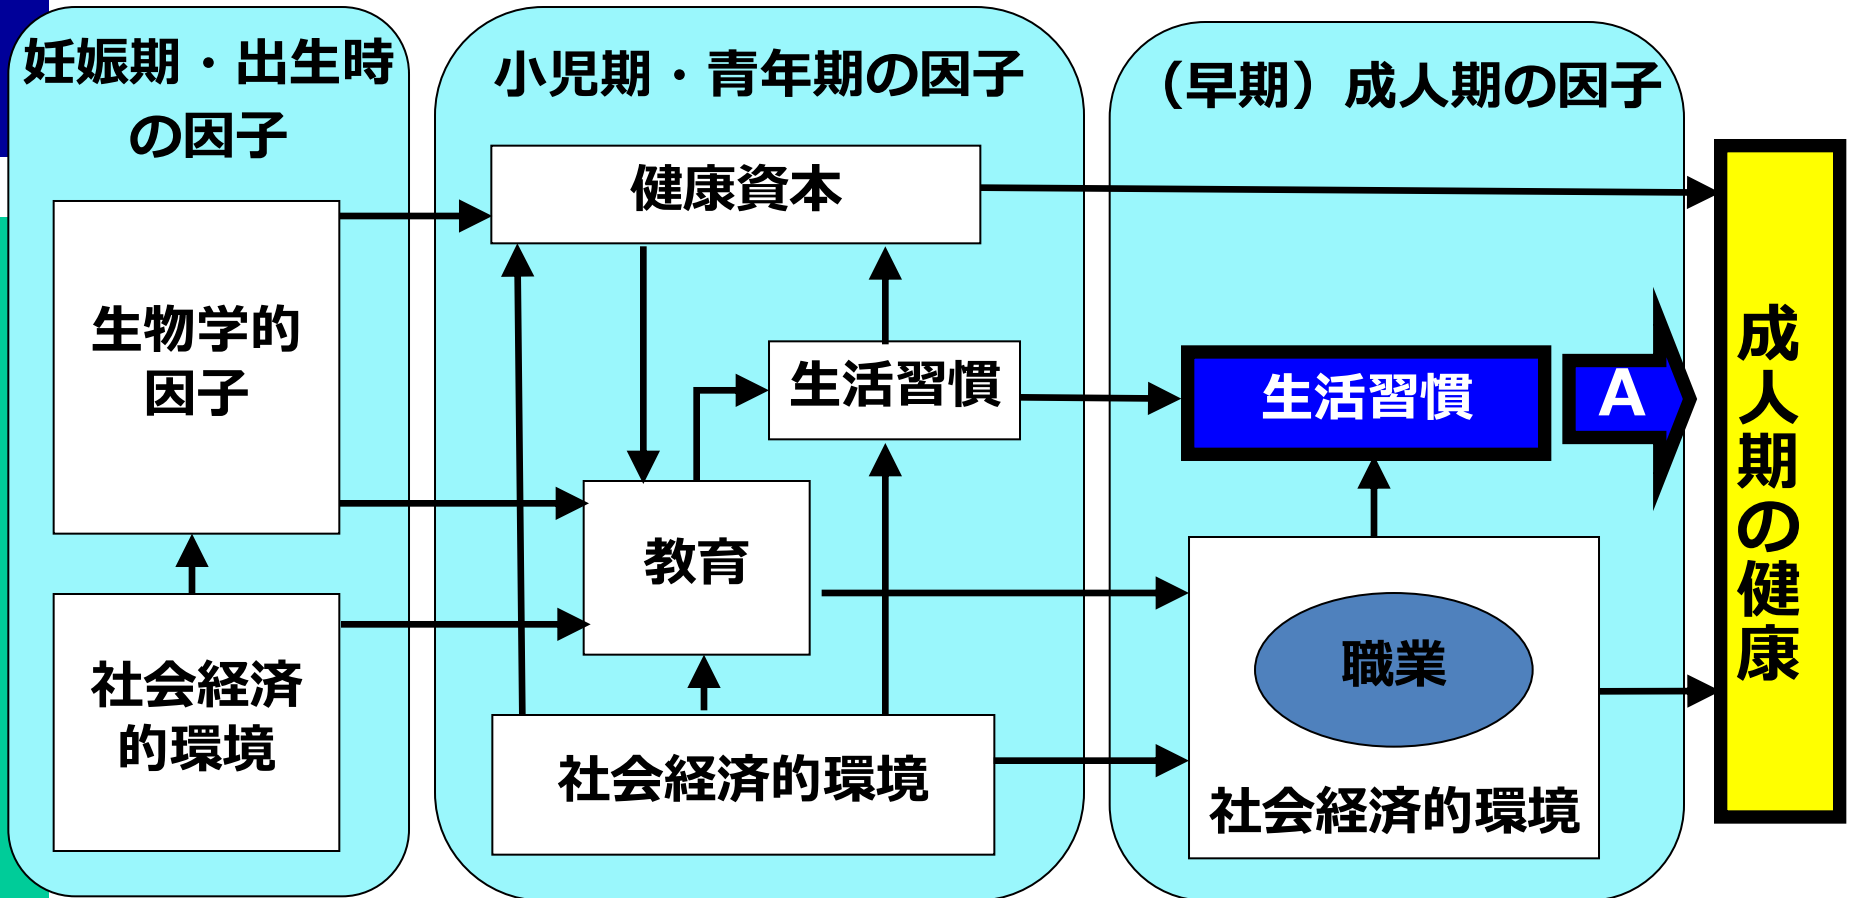 妊娠期・出生時
の因子
生物学的
因子
社会経済
的環境
小児期・青年期の因子
健康資本
生活習慣
教育
社会経済的環境
（早期）成人期の因子
生活習慣
A
職業
社会経済的環境
成人期の健康